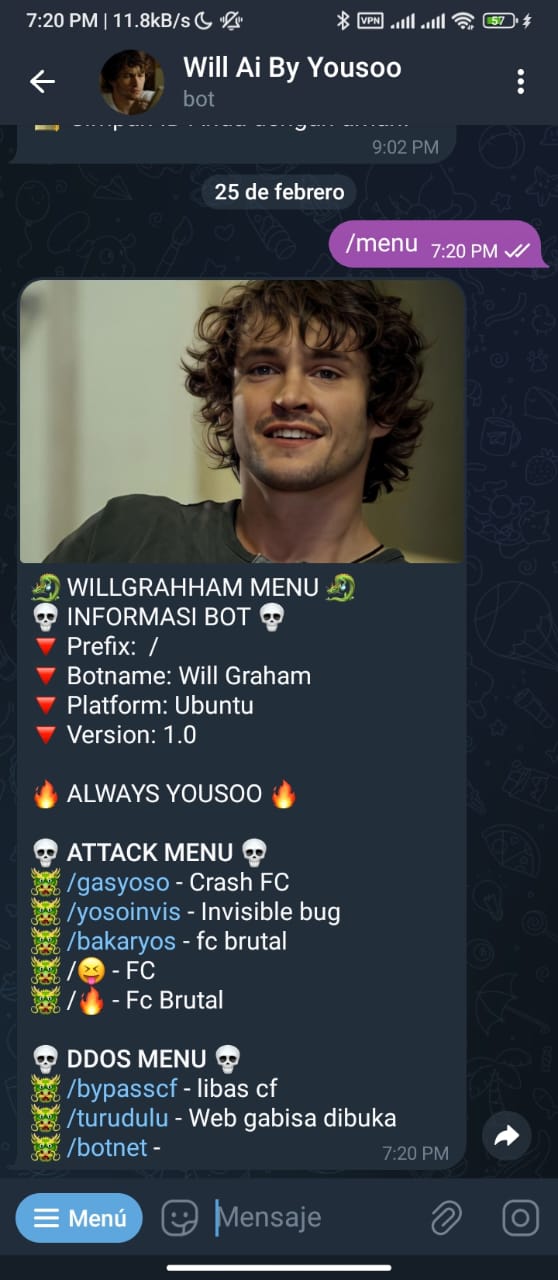 7:20 PM | 11.8kB/s
VPN
57
Will Ai By Yousoo
bot
9:02 PM
25 de febrero
/menu 7:20 PM
🐉 WILLGRAHHAM MENU 🐉
💀 INFORMASI BOT 💀
🔻 Prefix: /
🔻 Botname: Will Graham
🔻 Platform: Ubuntu
🔻 Version: 1.0
🔥 ALWAYS YOUSOO 🔥
💀 ATTACK MENU 💀
🐲 /gasyoso - Crash FC
🐲 /yosoinvis - Invisible bug
🐲 /bakaryos - fc brutal
🐲 /😝 - FC
🐲 /🔥 - Fc Brutal
💀 DDOS MENU 💀
🐲 /bypasscf - libas cf
🐲 /turudulu - Web gabisa dibuka
🐲 /botnet -
7:20 PM
Menú
Mensaje